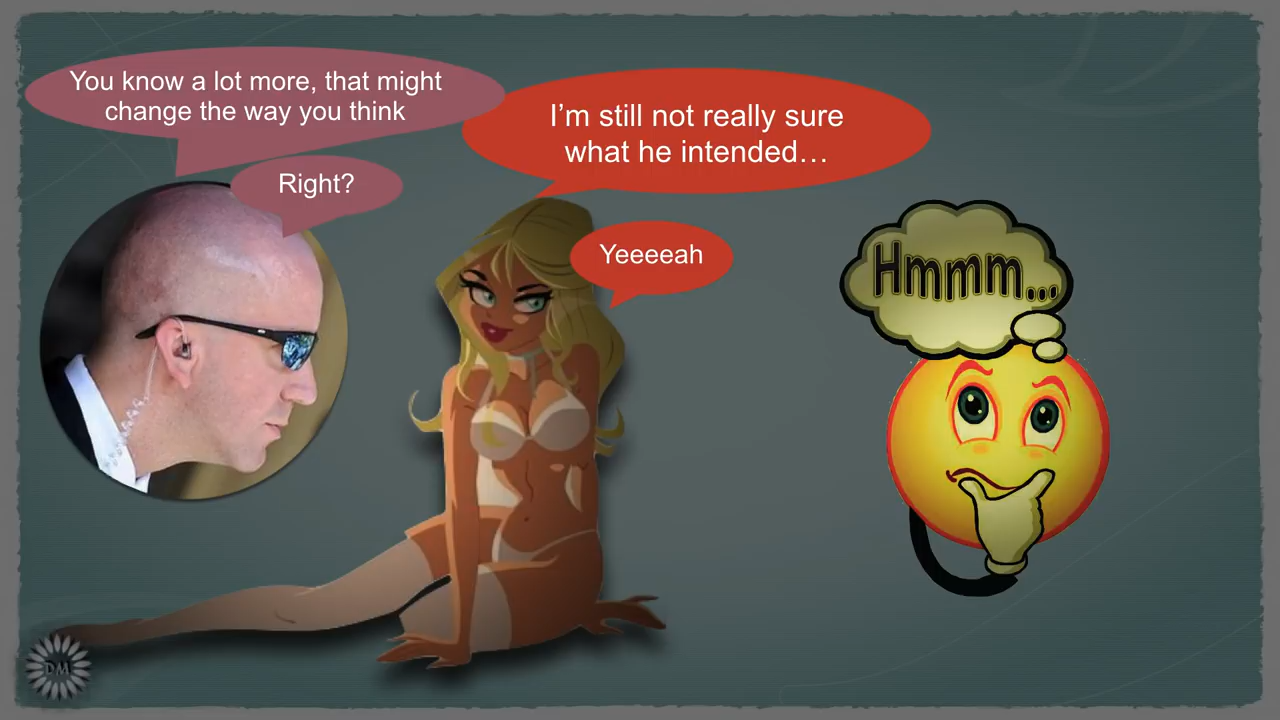 You know a lot more, that might
change the way you think
Right?
I’m still not really sure
what he intended…
Yeeeeah
Hmmm...
DM